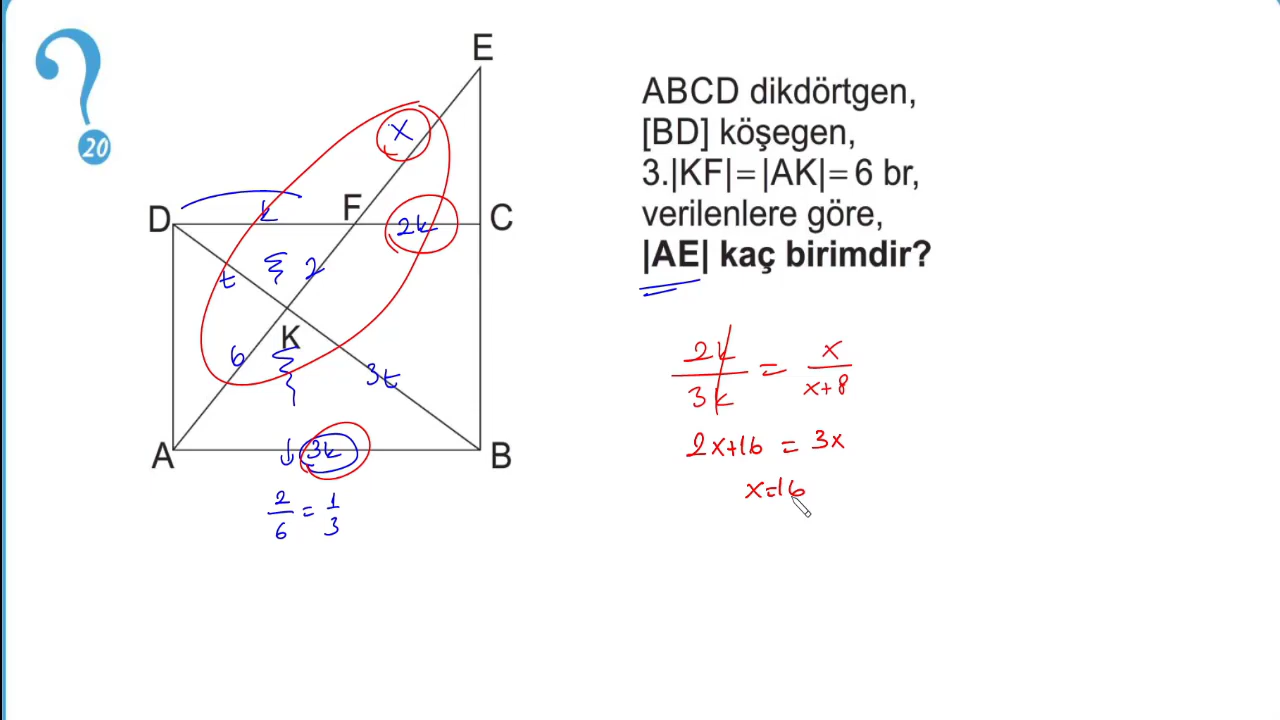 20
E
ABCD dikdörtgen,
[BD] köşegen,
3.|KF|=|AK|= 6 br,
verilenlere göre,
|AE| kaç birimdir?
x
D k F 2k C
t 2
K
6 3t
A 3k B
2/6 = 1/3
2k/3k = x/x+8
2x+16 = 3x
x=16